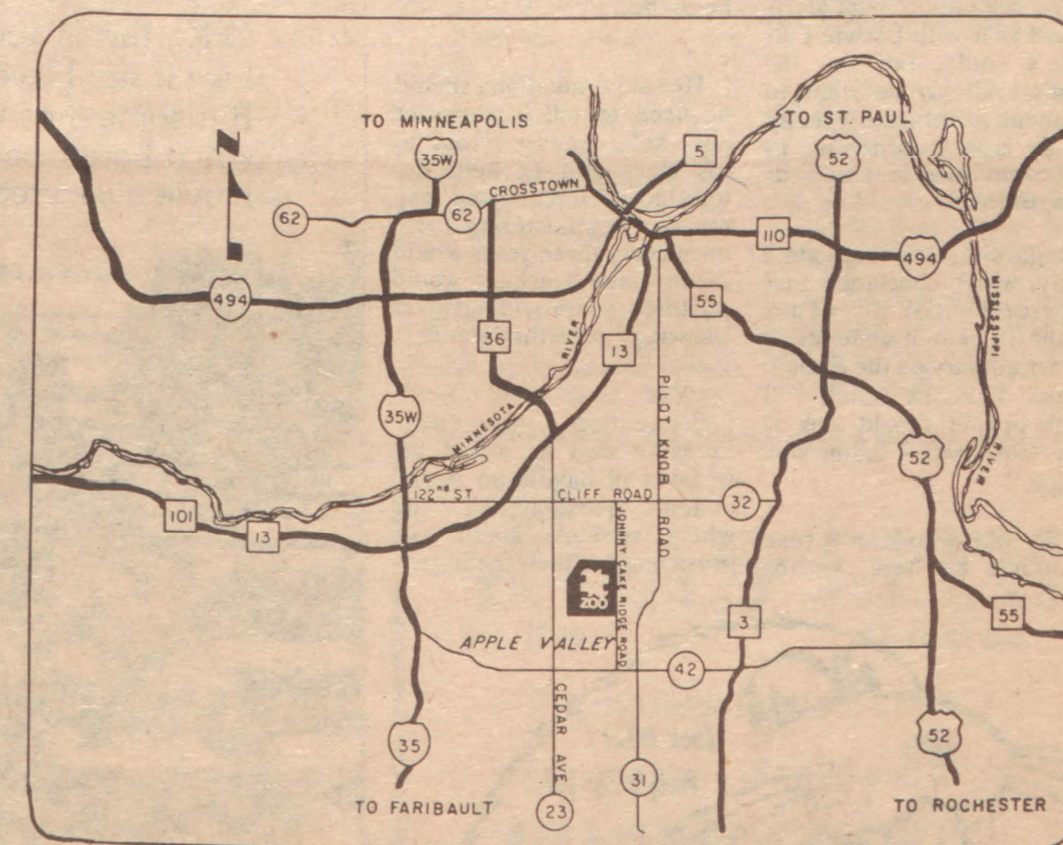 N
TO MINNEAPOLIS
TO ST. PAUL
35W
5
52
CROSSTOWN
62
62
110
494
494
55
36
RIVER
13
MISSISSIPPI
35W
MINNESOTA
PILOT KNOB ROAD
52
RIVER
122nd ST.
CLIFF ROAD
32
101
13
JOHNNY CAKE RIDGE ROAD
ZOO
3
55
APPLE VALLEY
42
CEDAR AVE
35
52
31
TO FARIBAULT
23
TO ROCHESTER